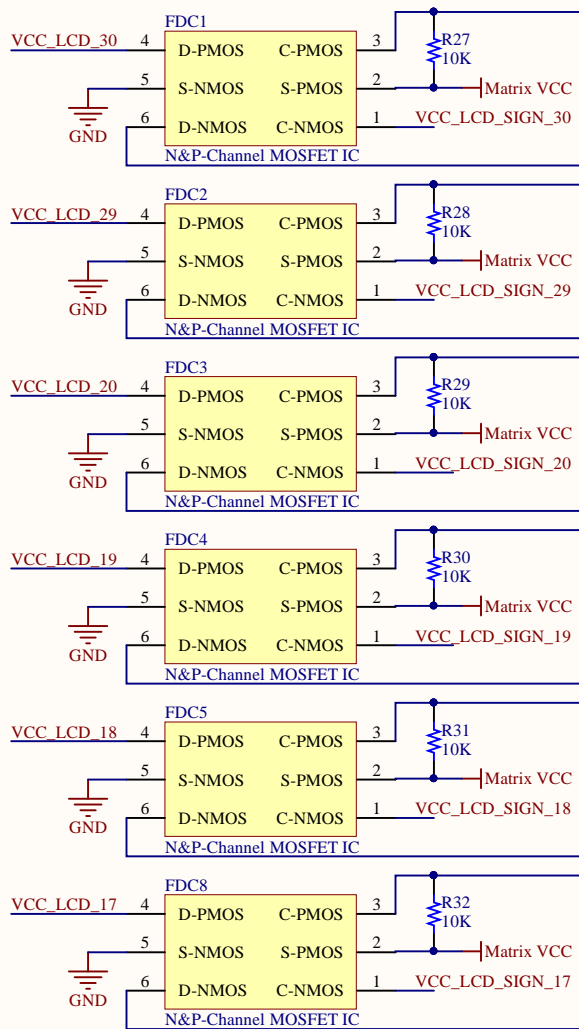 FDC1
VCC_LCD_30 4 D-PMOS C-PMOS 3 R27
10K
5 S-NMOS S-PMOS 2 Matrix VCC
GND 6 D-NMOS C-NMOS 1 VCC_LCD_SIGN_30
N&P-Channel MOSFET IC
FDC2
VCC_LCD_29 4 D-PMOS C-PMOS 3 R28
10K
5 S-NMOS S-PMOS 2 Matrix VCC
GND 6 D-NMOS C-NMOS 1 VCC_LCD_SIGN_29
N&P-Channel MOSFET IC
FDC3
VCC_LCD_20 4 D-PMOS C-PMOS 3 R29
10K
5 S-NMOS S-PMOS 2 Matrix VCC
GND 6 D-NMOS C-NMOS 1 VCC_LCD_SIGN_20
N&P-Channel MOSFET IC
FDC4
VCC_LCD_19 4 D-PMOS C-PMOS 3 R30
10K
5 S-NMOS S-PMOS 2 Matrix VCC
GND 6 D-NMOS C-NMOS 1 VCC_LCD_SIGN_19
N&P-Channel MOSFET IC
FDC5
VCC_LCD_18 4 D-PMOS C-PMOS 3 R31
10K
5 S-NMOS S-PMOS 2 Matrix VCC
GND 6 D-NMOS C-NMOS 1 VCC_LCD_SIGN_18
N&P-Channel MOSFET IC
FDC8
VCC_LCD_17 4 D-PMOS C-PMOS 3 R32
10K
5 S-NMOS S-PMOS 2 Matrix VCC
GND 6 D-NMOS C-NMOS 1 VCC_LCD_SIGN_17
N&P-Channel MOSFET IC